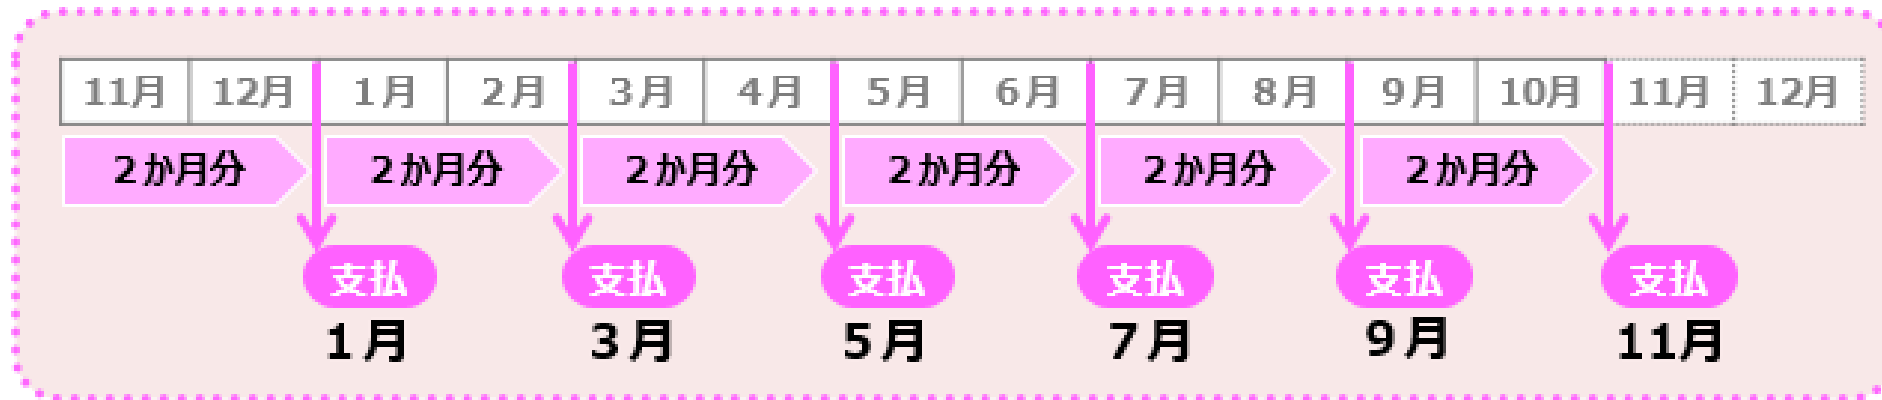 11月 12月 1月 2月 3月 4月 5月 6月 7月 8月 9月 10月 11月 12月
2か月分 2か月分 2か月分 2か月分 2か月分 2か月分
支払 支払 支払 支払 支払 支払
1月 3月 5月 7月 9月 11月